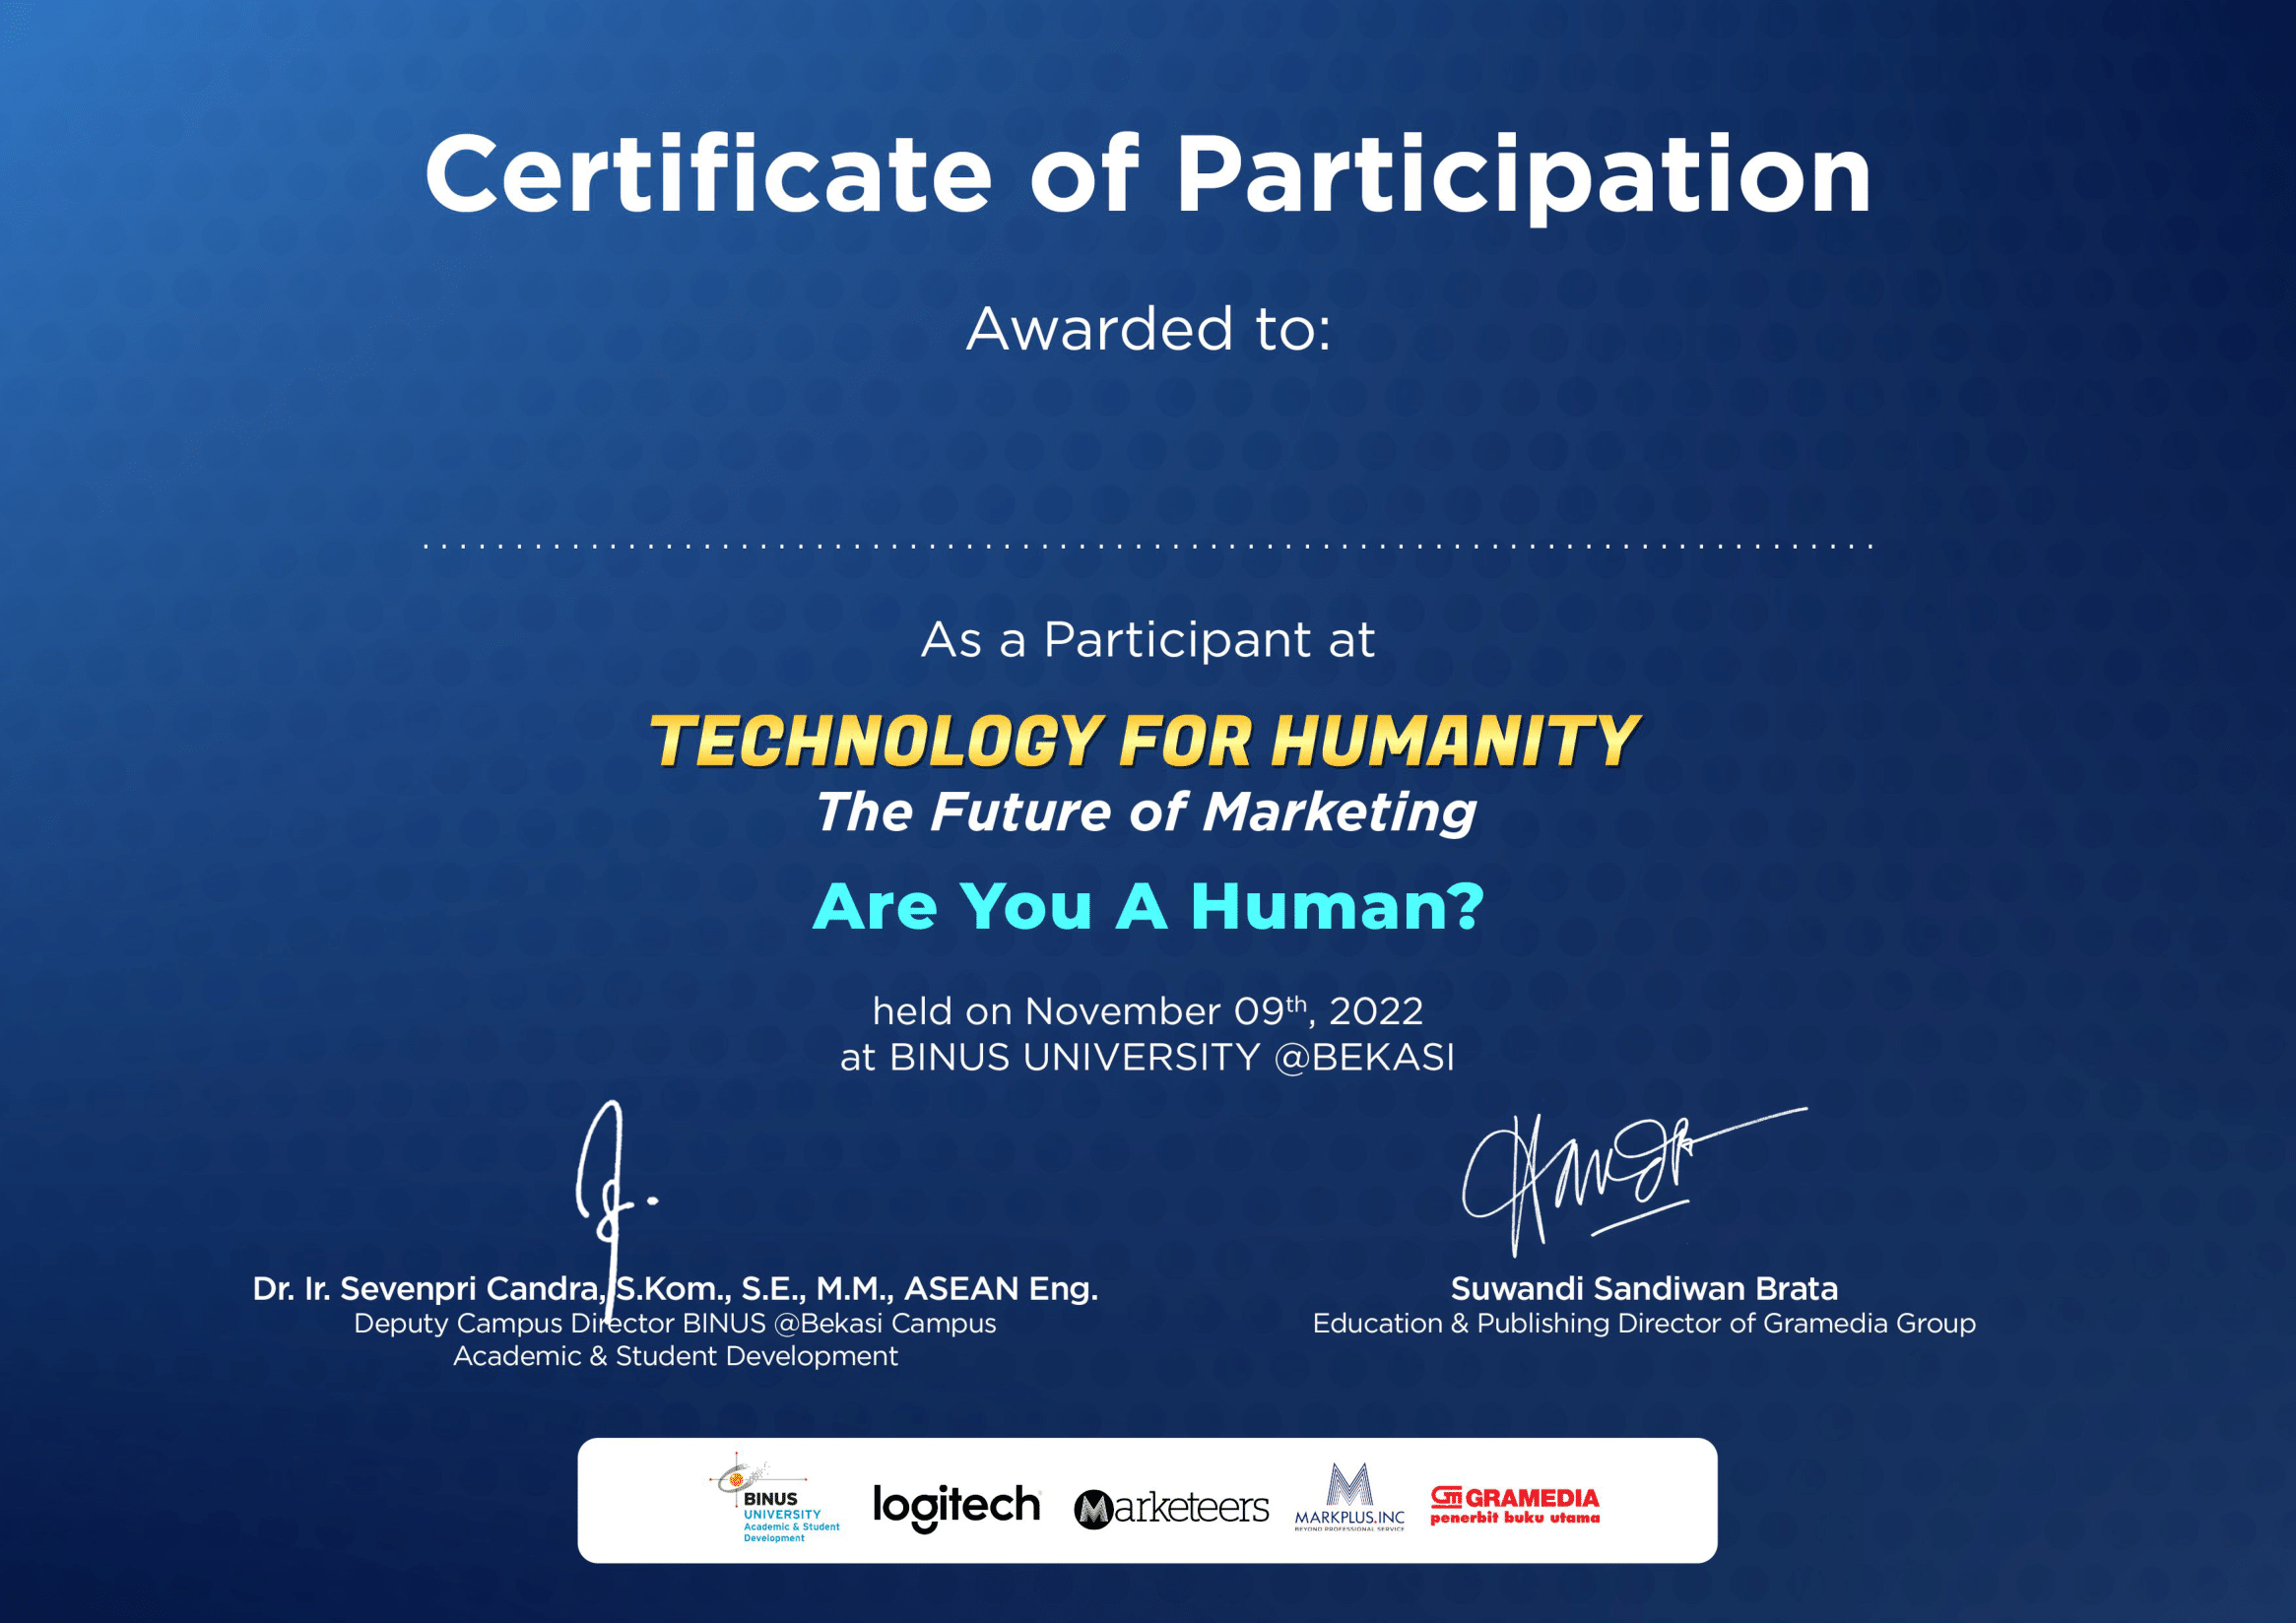 Certificate of Participation
Awarded to:
As a Participant at
TECHNOLOGY FOR HUMANITY
The Future of Marketing
Are You A Human?
held on November 09th, 2022
at BINUS UNIVERSITY @BEKASI
Dr. Ir. Sevenpri Candra, S.Kom., S.E., M.M., ASEAN Eng.
Deputy Campus Director BINUS @Bekasi Campus
Academic & Student Development
Suwandi Sandiwan Brata
Education & Publishing Director of Gramedia Group
BINUS
UNIVERSITY
Academic & Student
Development
logitech
Marketeers
MARKPLUS.INC
BEYOND PROFESSIONAL SERVICE
GRAMEDIA
penerbit buku utama